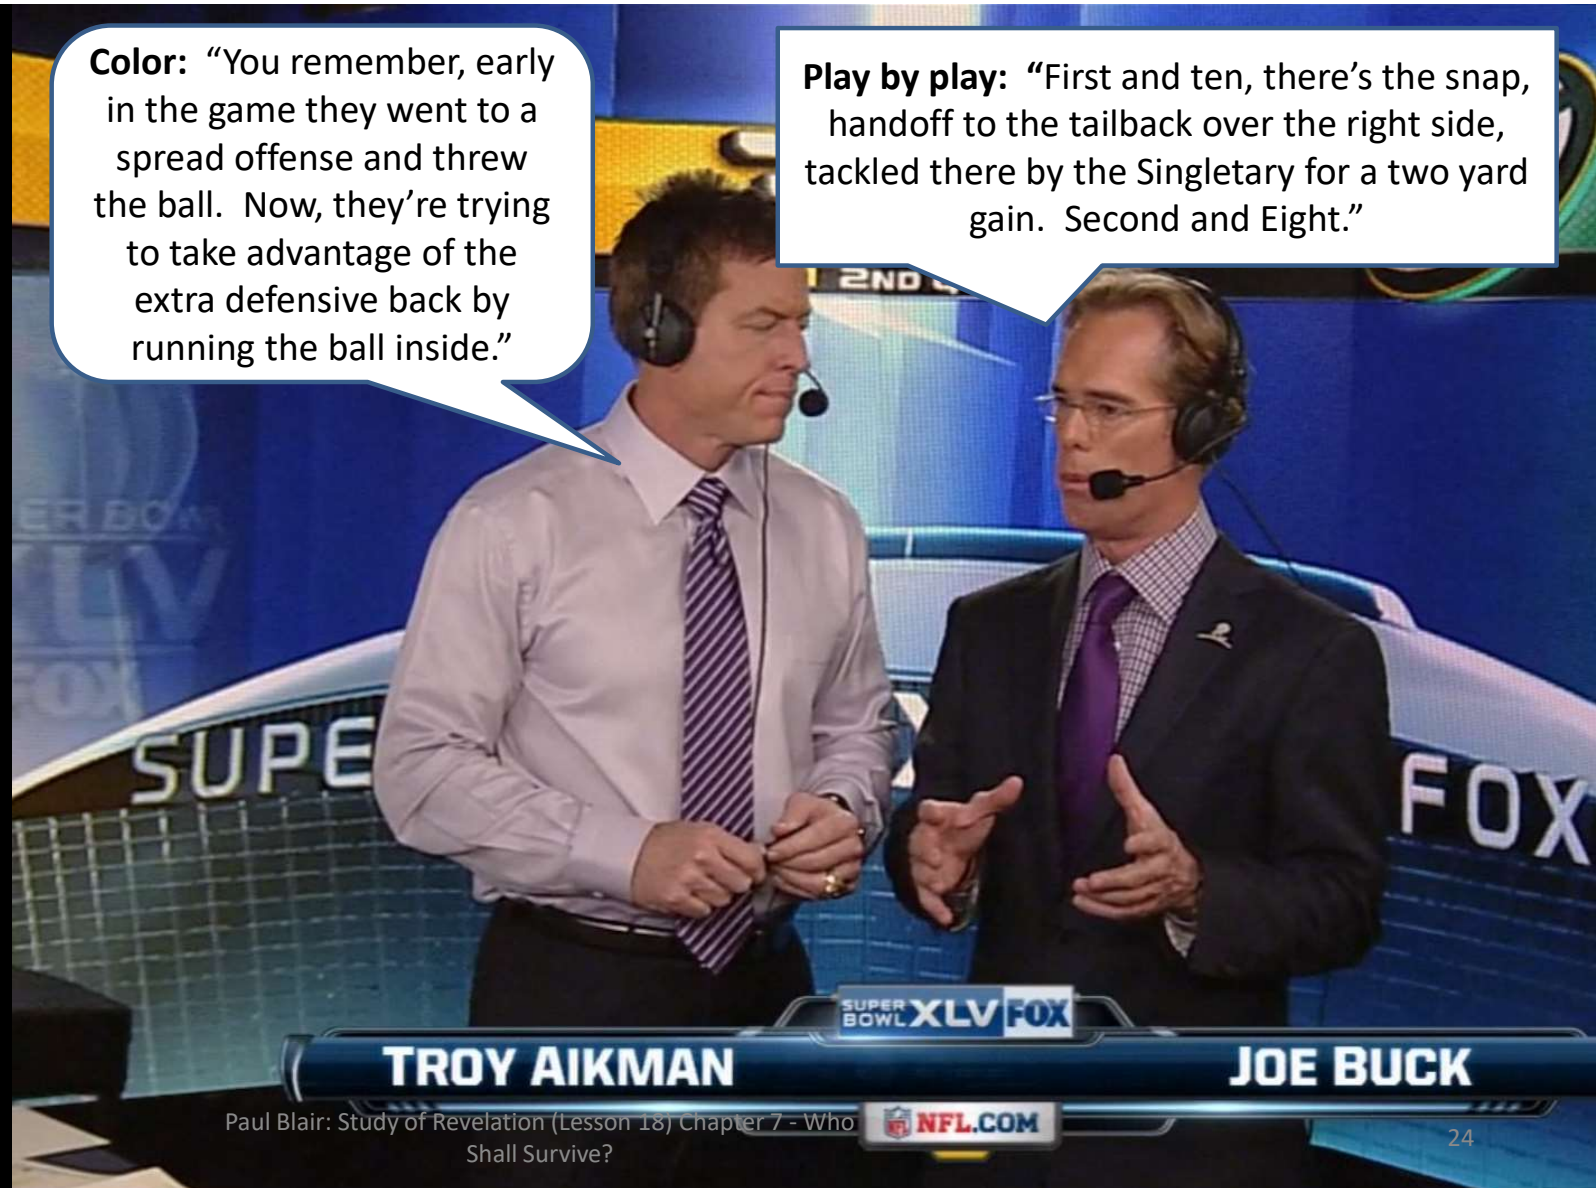 Color: “You remember, early
in the game they went to a
spread offense and threw
the ball. Now, they’re trying
to take advantage of the
extra defensive back by
running the ball inside.”
Play by play: “First and ten, there’s the snap,
handoff to the tailback over the right side,
tackled there by the Singletary for a two yard
gain. Second and Eight.”
2ND
XLV
FOX
SUPE
FOX
SUPER
BOWL XLV FOX
TROY AIKMAN
JOE BUCK
NFL.COM
Paul Blair: Study of Revelation (Lesson 18) Chapter 7 - Who
Shall Survive?
24